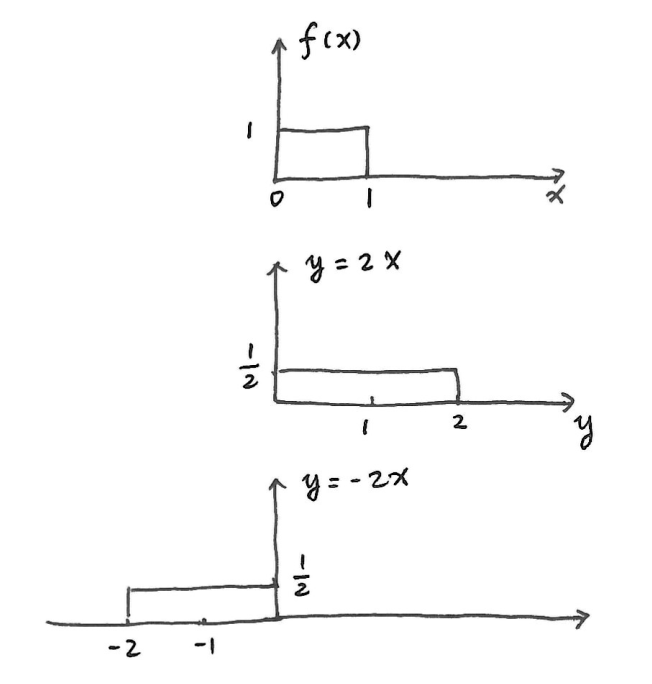 f(x)
1
0 1 x
y = 2x
1/2
1 2 y
y = -2x
1/2
-2 -1